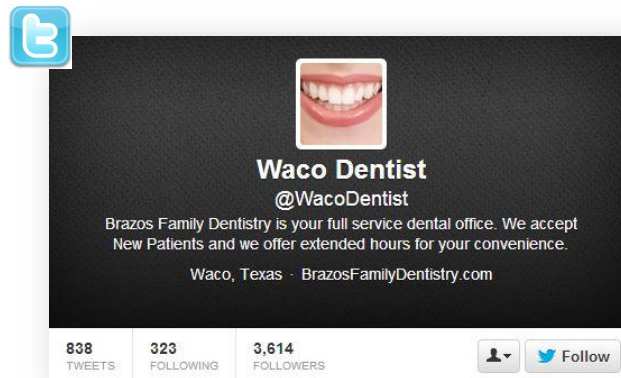 Waco Dentist
@WacoDentist
Brazos Family Dentistry is your full service dental office. We accept
New Patients and we offer extended hours for your convenience.
Waco, Texas · BrazosFamilyDentistry.com
838 323 3,614
TWEETS FOLLOWING FOLLOWERS
Follow